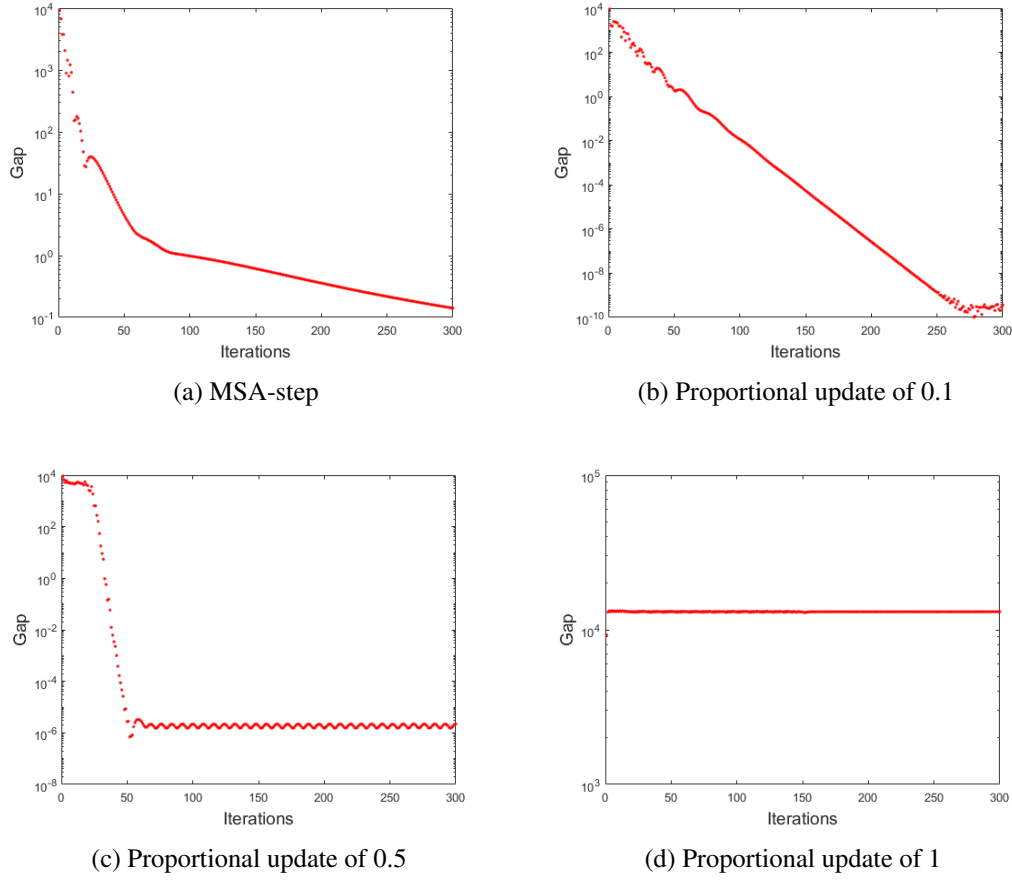 10^4
10^3
10^2
10^1
10^0
10^-1
Gap
0 50 100 150 200 250 300
Iterations
(a) MSA-step
10^4
10^2
10^0
10^-2
10^-4
10^-6
10^-8
10^-10
Gap
0 50 100 150 200 250 300
Iterations
(b) Proportional update of 0.1
10^4
10^2
10^0
10^-2
10^-4
10^-6
10^-8
Gap
0 50 100 150 200 250 300
Iterations
(c) Proportional update of 0.5
10^5
10^4
10^3
Gap
0 50 100 150 200 250 300
Iterations
(d) Proportional update of 1